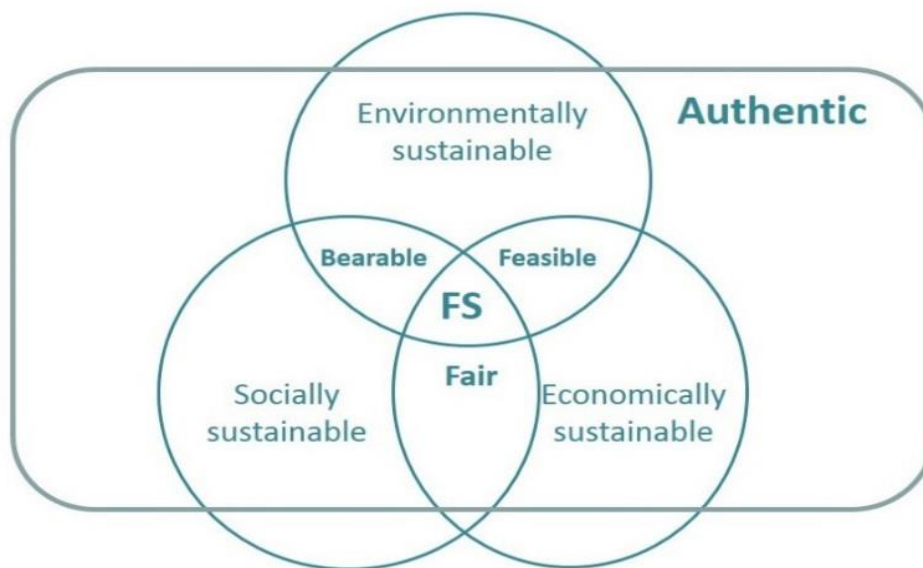 Authentic
Environmentally
sustainable
Bearable
Feasible
FS
Fair
Socially
sustainable
Economically
sustainable